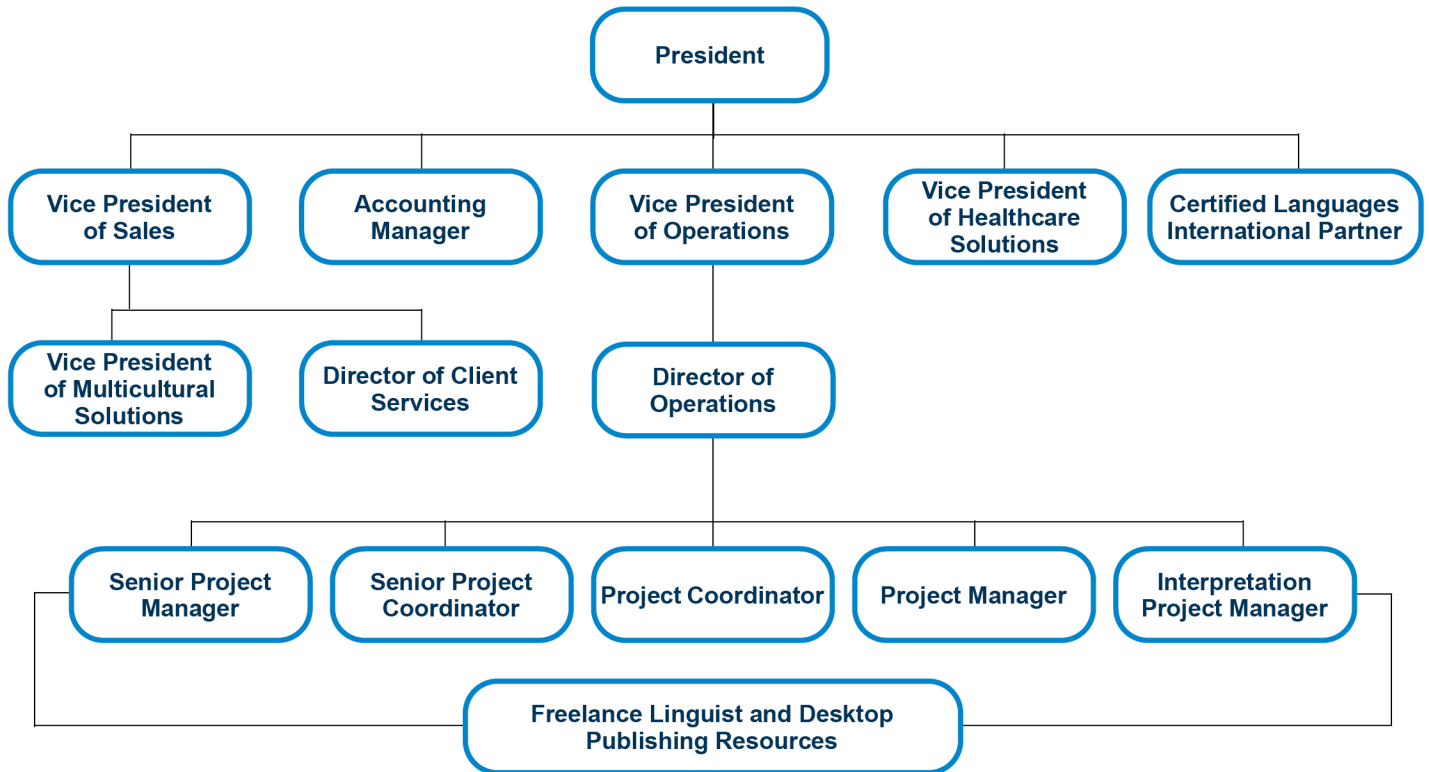 President
Vice President
of Sales
Accounting
Manager
Vice President
of Operations
Vice President
of Healthcare
Solutions
Certified Languages
International Partner
Vice President
of Multicultural
Solutions
Director of Client
Services
Director of
Operations
Senior Project
Manager
Senior Project
Coordinator
Project Coordinator
Project Manager
Interpretation
Project Manager
Freelance Linguist and Desktop
Publishing Resources